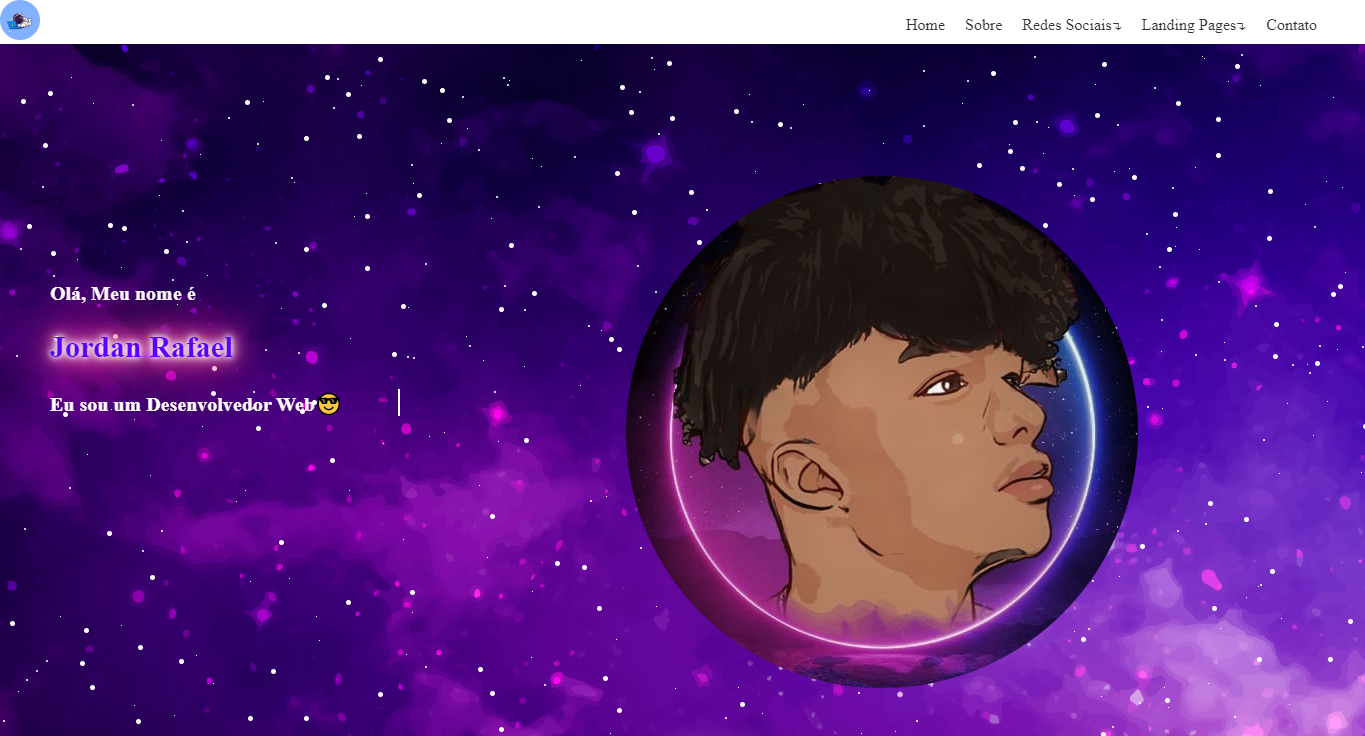 Home Sobre Redes Sociais↴ Landing Pages↴ Contato
Olá, Meu nome é
Jordan Rafael
Eu sou um Desenvolvedor Web😎